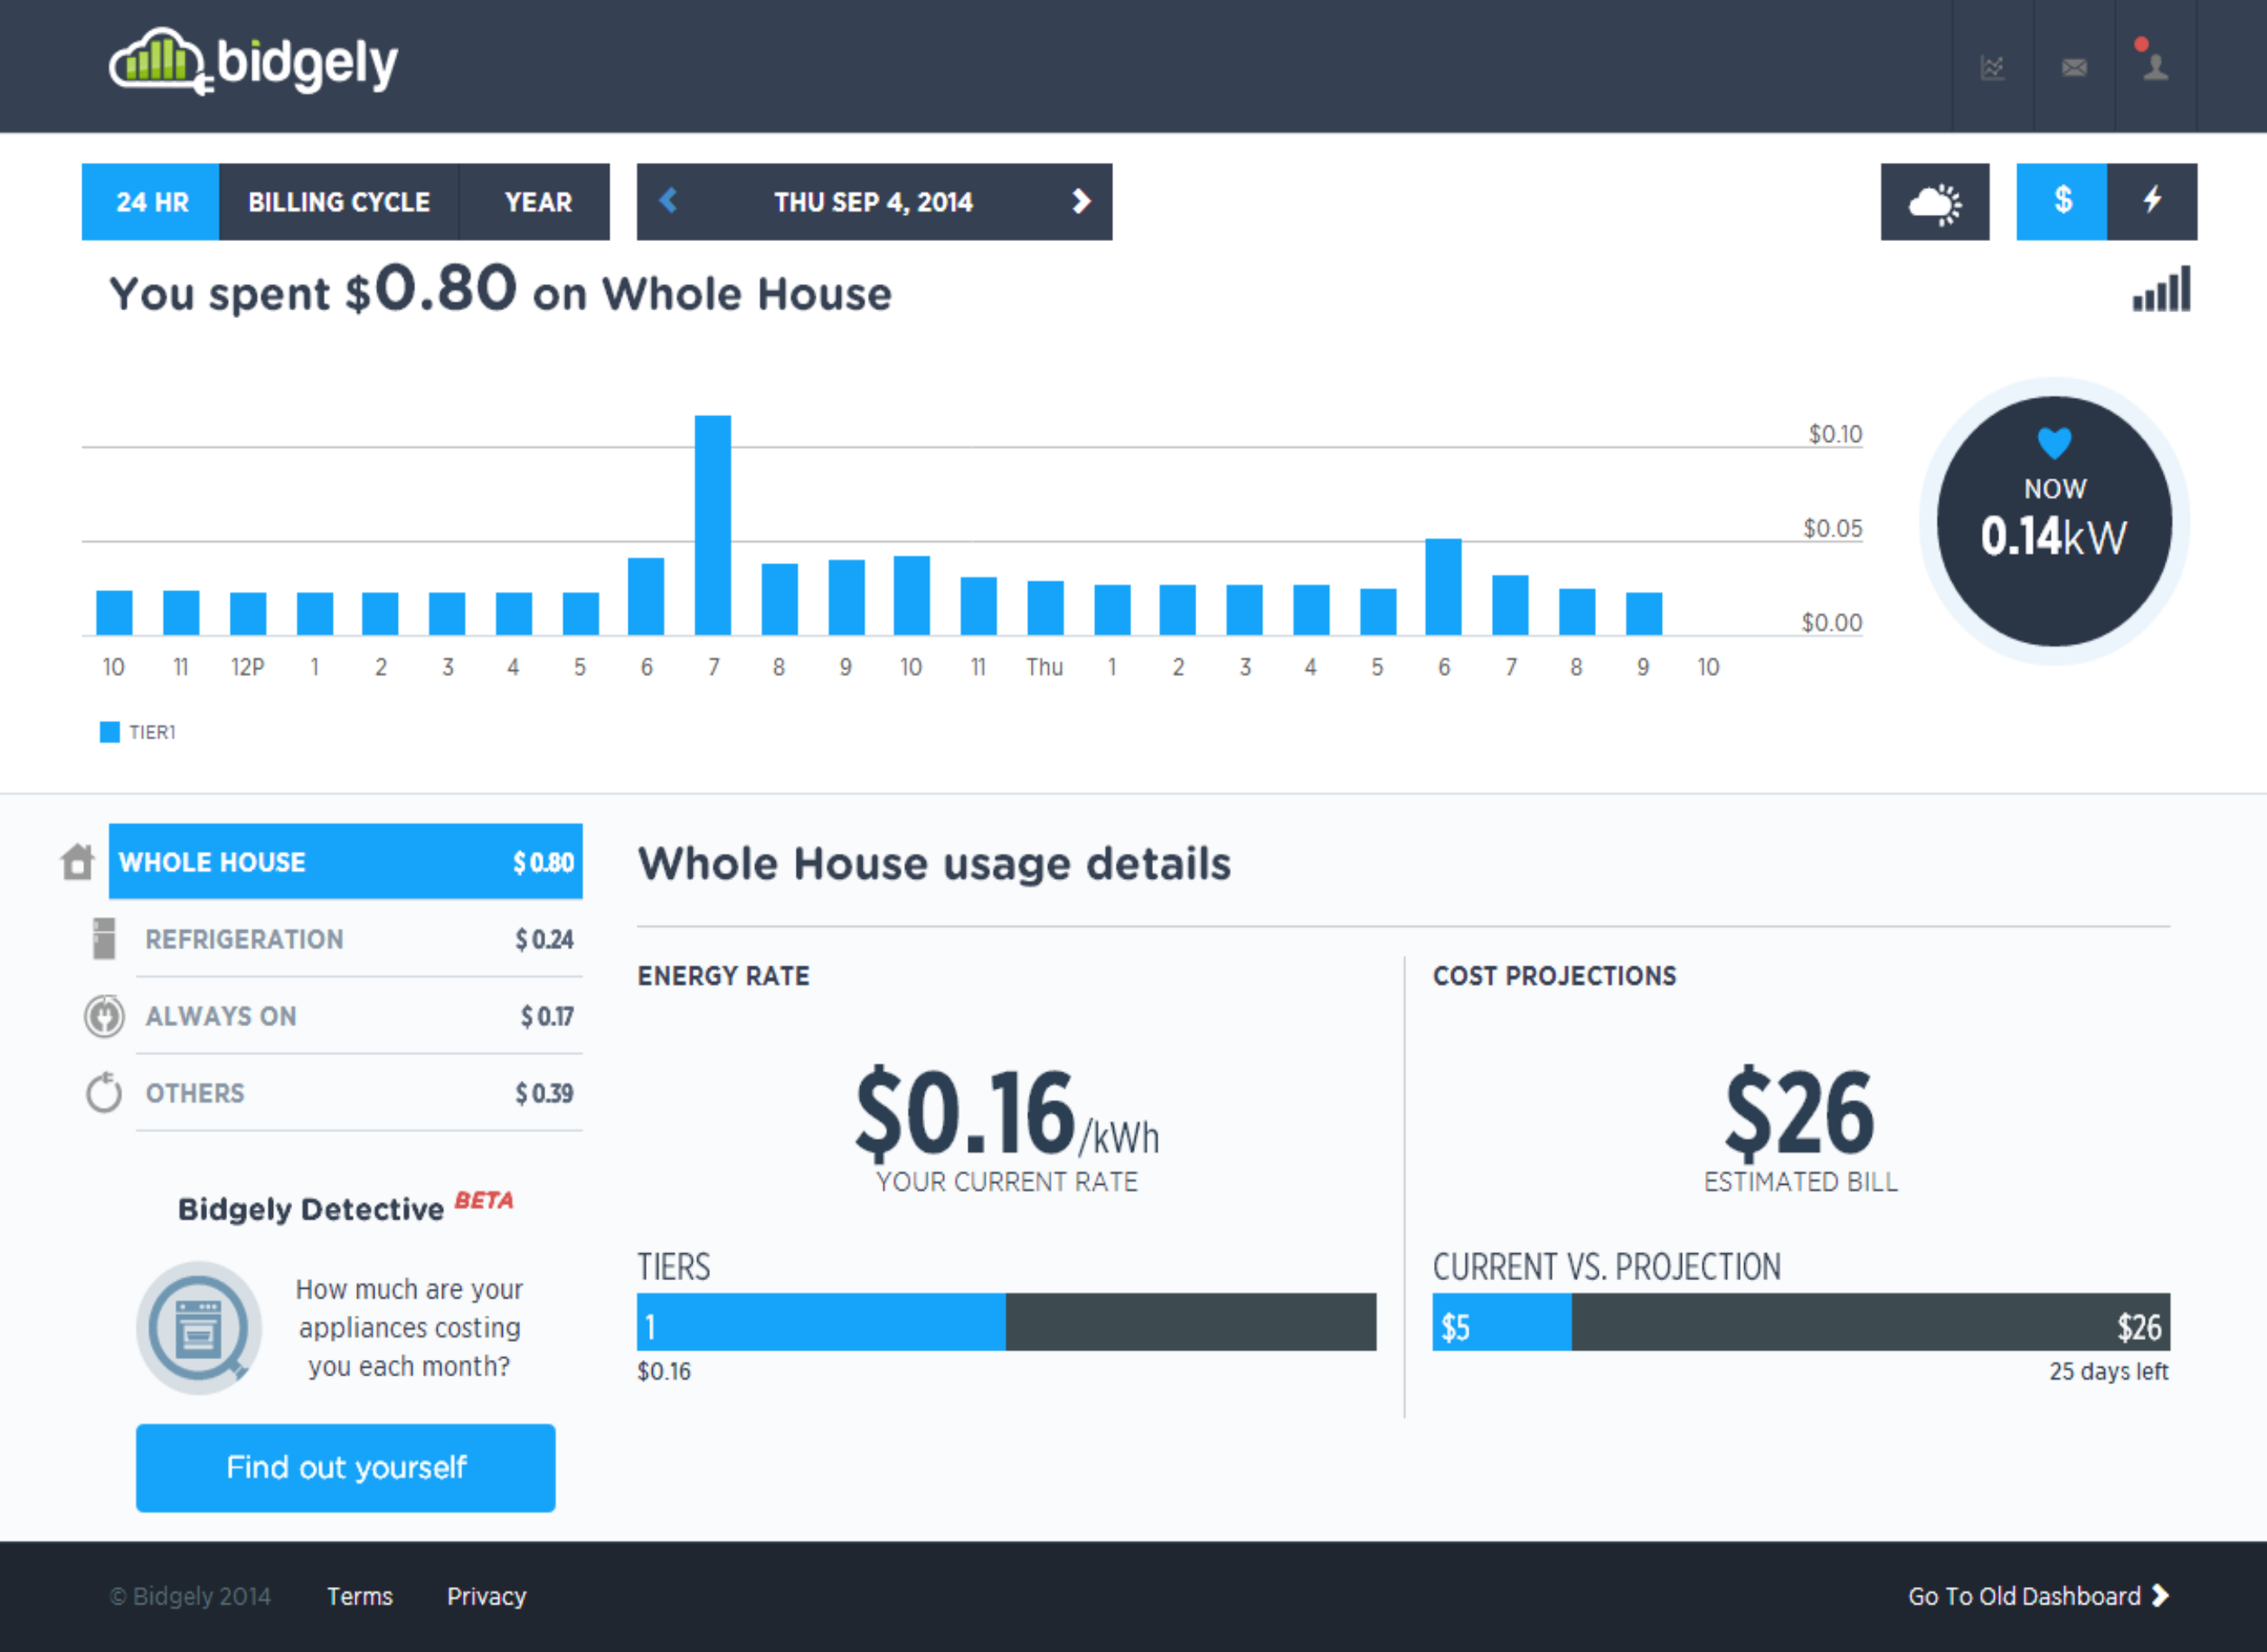 bidgely
24 HR BILLING CYCLE YEAR THU SEP 4, 2014 $
You spent $0.80 on Whole House
$0.10
$0.05
$0.00
NOW
0.14kW
10 11 12P 1 2 3 4 5 6 7 8 9 10 11 Thu 1 2 3 4 5 6 7 8 9 10
TIER1
WHOLE HOUSE $0.80
REFRIGERATION $0.24
ALWAYS ON $0.17
OTHERS $0.39
Bidgely Detective BETA
How much are your
appliances costing
you each month?
Find out yourself
Whole House usage details
ENERGY RATE
$0.16/kWh
YOUR CURRENT RATE
TIERS
1
$0.16
COST PROJECTIONS
$26
ESTIMATED BILL
CURRENT VS. PROJECTION
$5 $26
25 days left
© Bidgely 2014 Terms Privacy Go To Old Dashboard